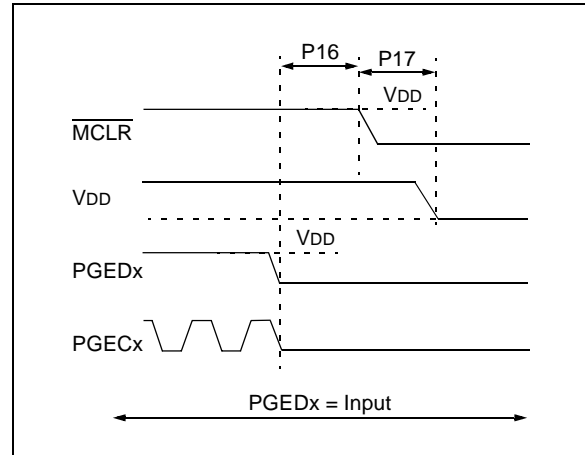 P16 P17
VDD
MCLR
VDD
VDD
PGEDx
PGECx
PGEDx = Input